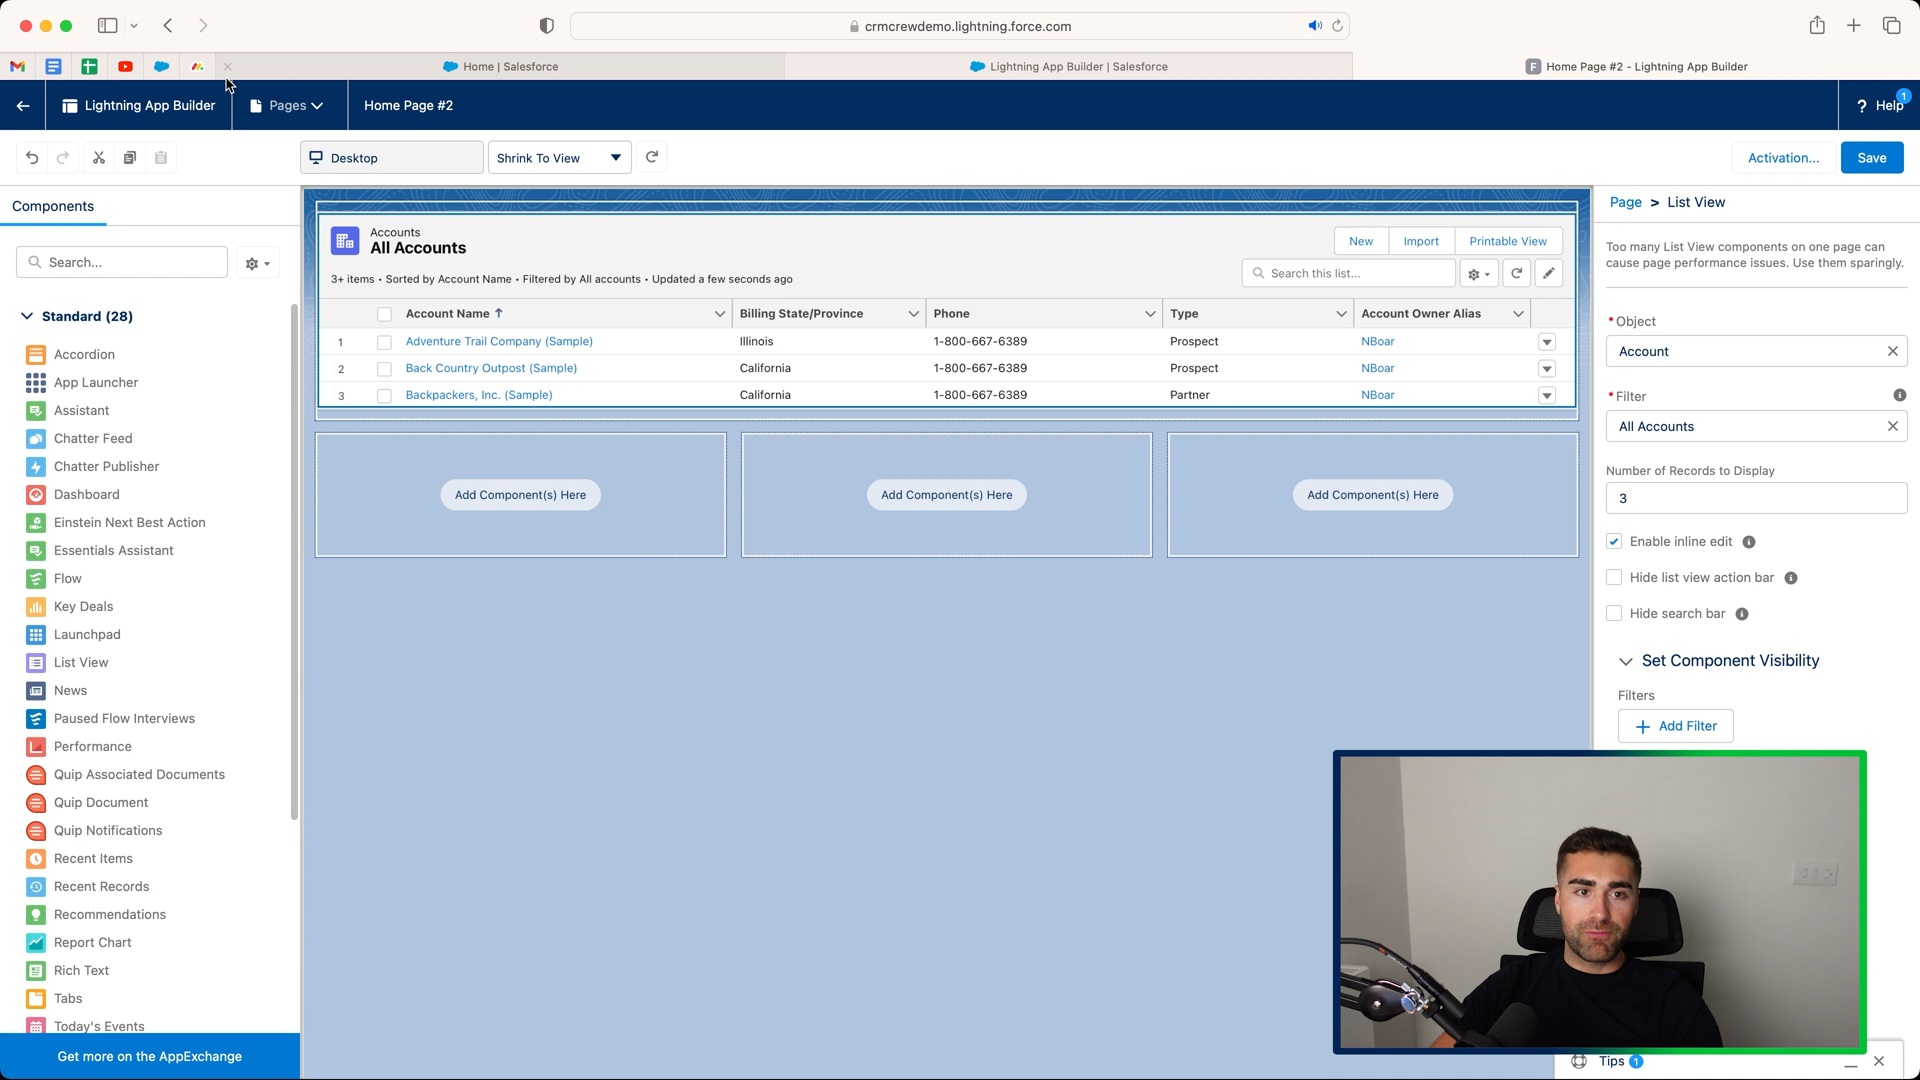 crmcrewdemo.lightning.force.com
Home | Salesforce
Lightning App Builder | Salesforce
F Home Page #2 - Lightning App Builder
Lightning App Builder
Pages
Home Page #2
? Help
1
Desktop
Shrink To View
Activation...
Save
Components
Search...
Standard (28)
Accordion
App Launcher
Assistant
Chatter Feed
Chatter Publisher
Dashboard
Einstein Next Best Action
Essentials Assistant
Flow
Key Deals
Launchpad
List View
News
Paused Flow Interviews
Performance
Quip Associated Documents
Quip Document
Quip Notifications
Recent Items
Recent Records
Recommendations
Report Chart
Rich Text
Tabs
Today's Events
Get more on the AppExchange
Accounts
All Accounts
New
Import
Printable View
3+ items • Sorted by Account Name • Filtered by All accounts • Updated a few seconds ago
Search this list...
Account Name
Billing State/Province
Phone
Type
Account Owner Alias
1 Adventure Trail Company (Sample) Illinois 1-800-667-6389 Prospect NBoar
2 Back Country Outpost (Sample) California 1-800-667-6389 Prospect NBoar
3 Backpackers, Inc. (Sample) California 1-800-667-6389 Partner NBoar
Add Component(s) Here
Add Component(s) Here
Add Component(s) Here
Page > List View
Too many List View components on one page can
cause page performance issues. Use them sparingly.
*Object
Account
*Filter
All Accounts
Number of Records to Display
3
Enable inline edit
Hide list view action bar
Hide search bar
Set Component Visibility
Filters
+ Add Filter
Tips 1